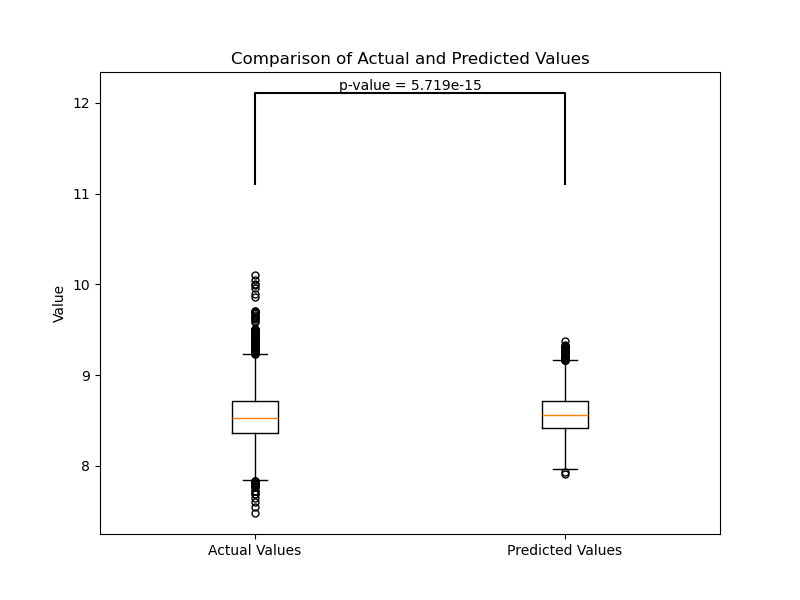 Comparison of Actual and Predicted Values
p-value = 5.719e-15
12
11
10
9
8
Value
Actual Values
Predicted Values